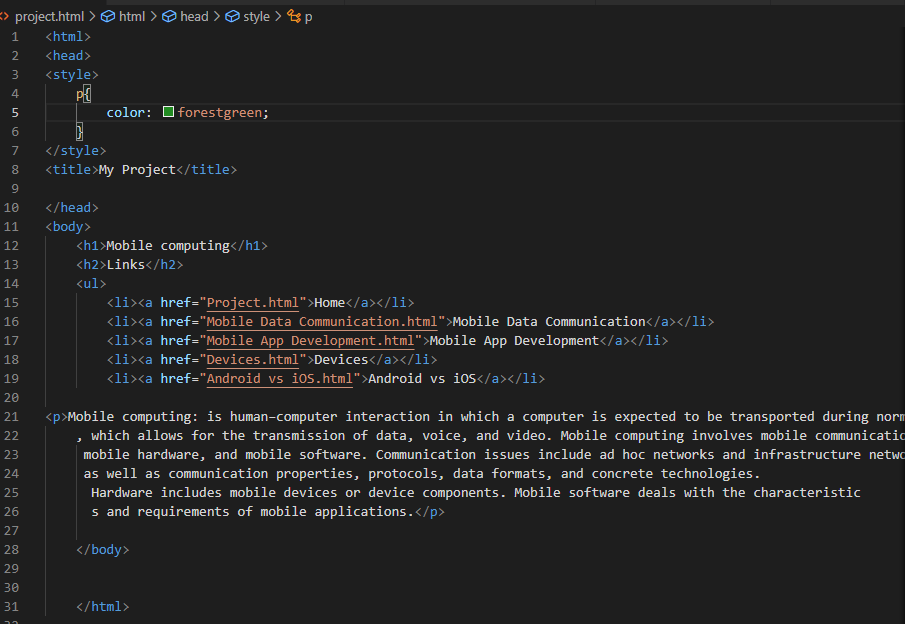 project.html > html > head > style > p
1 <html>
2 <head>
3 <style>
4 p{
5 color: forestgreen;
6 }
7 </style>
8 <title>My Project</title>
9
10 </head>
11 <body>
12 <h1>Mobile computing</h1>
13 <h2>Links</h2>
14 <ul>
15 <li><a href="Project.html">Home</a></li>
16 <li><a href="Mobile Data Communication.html">Mobile Data Communication</a></li>
17 <li><a href="Mobile App Development.html">Mobile App Development</a></li>
18 <li><a href="Devices.html">Devices</a></li>
19 <li><a href="Android vs iOS.html">Android vs iOS</a></li>
20
21 <p>Mobile computing: is human–computer interaction in which a computer is expected to be transported during norm
22 , which allows for the transmission of data, voice, and video. Mobile computing involves mobile communicatio
23 mobile hardware, and mobile software. Communication issues include ad hoc networks and infrastructure netwo
24 as well as communication properties, protocols, data formats, and concrete technologies.
25 Hardware includes mobile devices or device components. Mobile software deals with the characteristic
26 s and requirements of mobile applications.</p>
27
28 </body>
29
30
31 </html>
32